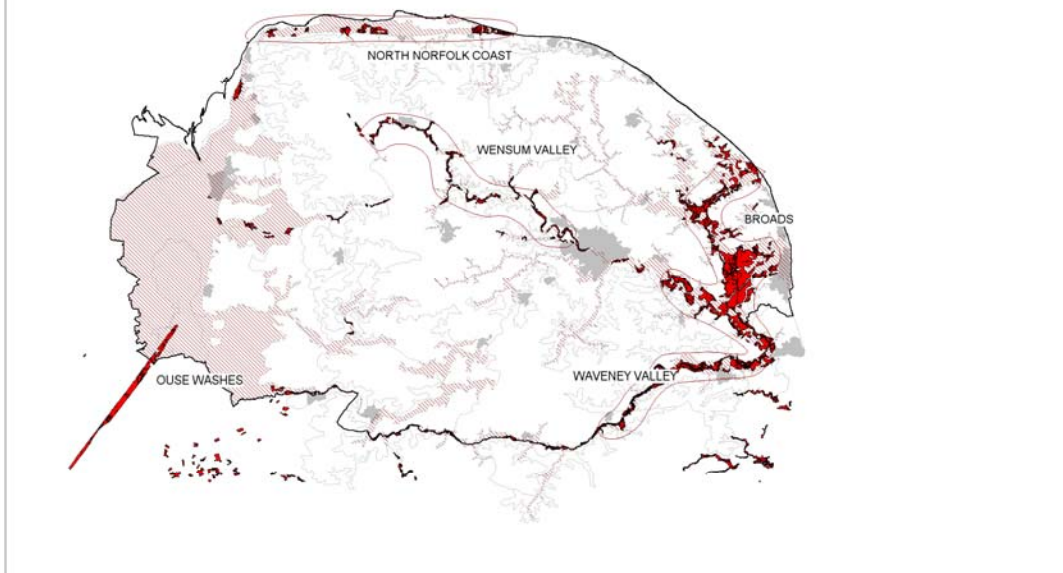 NORTH NORFOLK COAST
WENSUM VALLEY
BROADS
WAVENEY VALLEY
OUSE WASHES